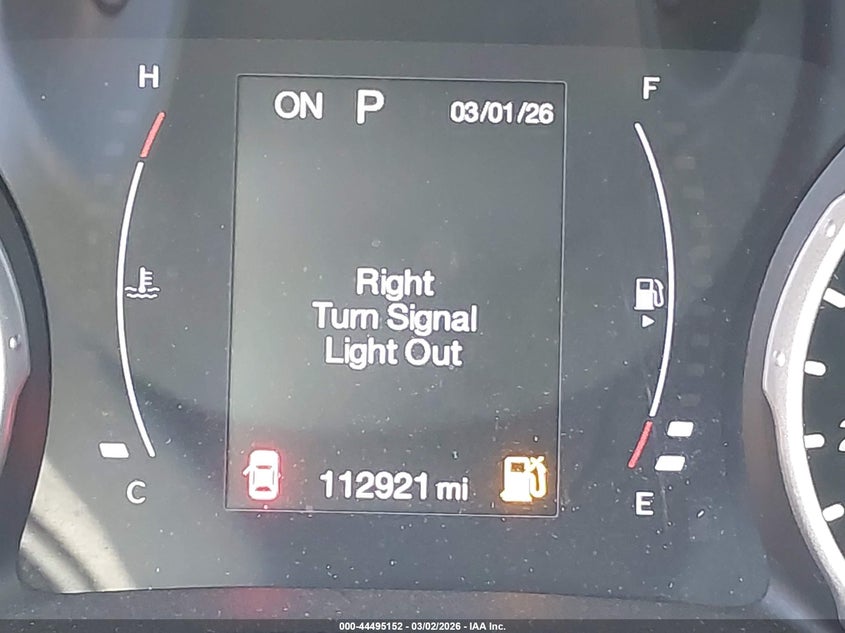 H
F
ON P 03/01/26
Right
Turn Signal
Light Out
112921 mi
C
E
000-44495152 - 03/02/2026 - IAA Inc.